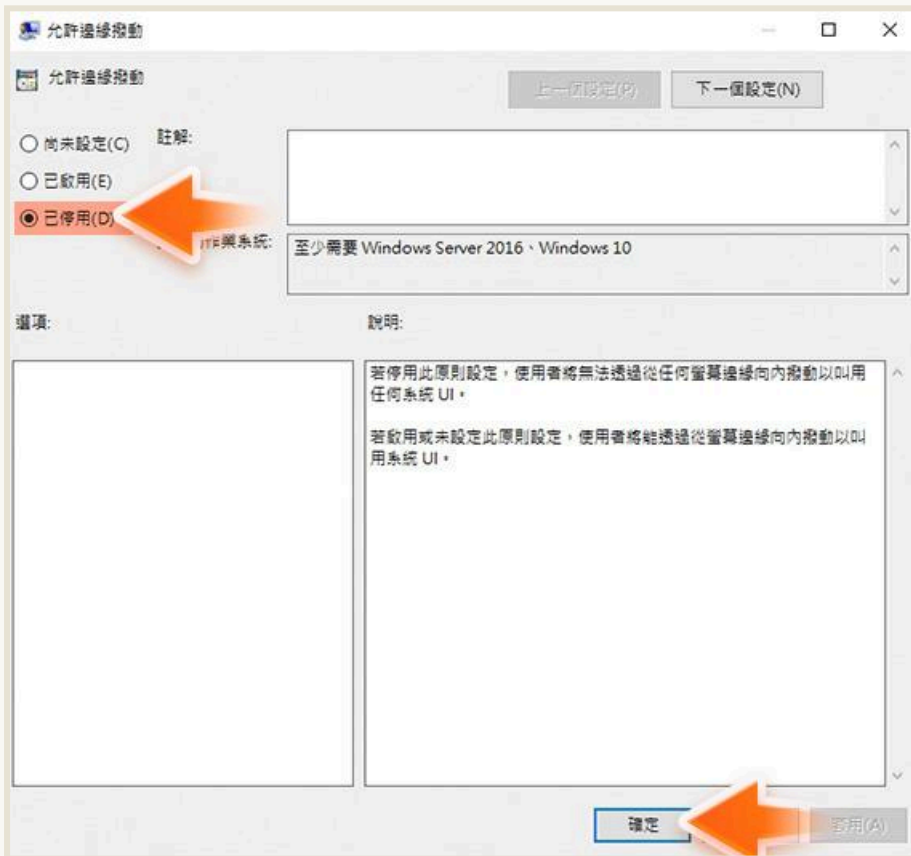 允許邊緣撥動
允許邊緣撥動
上一個設定(P)
下一個設定(N)
尚未設定(C)
註解:
已啟用(E)
已停用(D)
作業系統:
至少需要 Windows Server 2016、Windows 10
選項:
說明:
若停用此原則設定，使用者將無法透過從任何螢幕邊緣向內撥動以叫用
任何系統 UI。
若啟用或未設定此原則設定，使用者將能透過從螢幕邊緣向內撥動以叫
用系統 UI。
確定
套用(A)